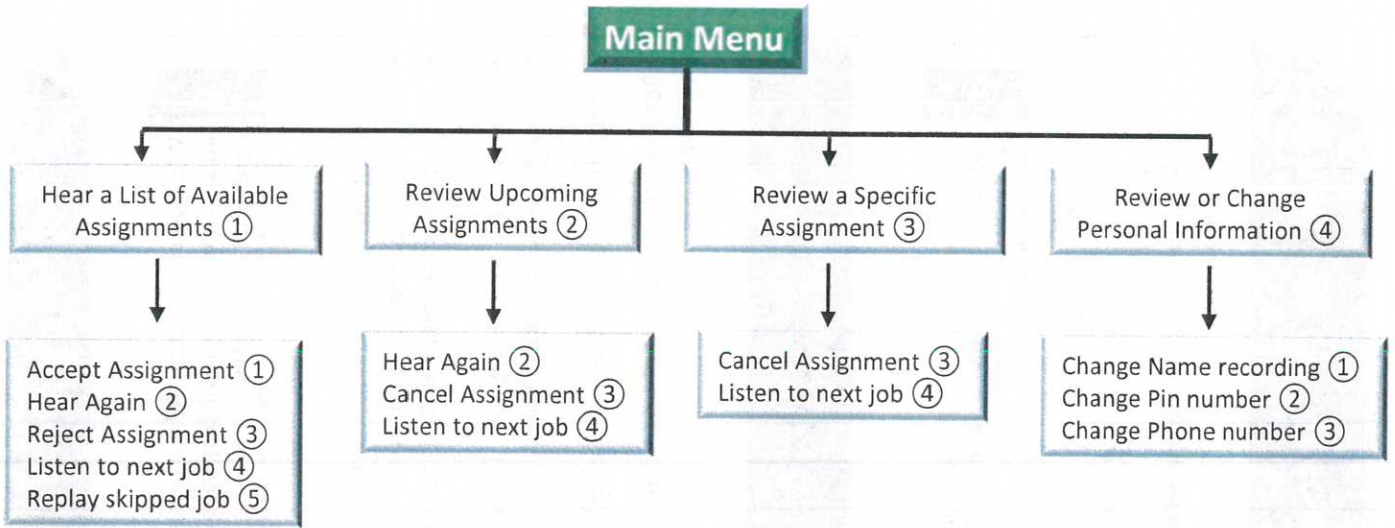 Main Menu
Hear a List of Available
Assignments ①
Review Upcoming
Assignments ②
Review a Specific
Assignment ③
Review or Change
Personal Information ④
Accept Assignment ①
Hear Again ②
Reject Assignment ③
Listen to next job ④
Replay skipped job ⑤
Hear Again ②
Cancel Assignment ③
Listen to next job ④
Cancel Assignment ③
Listen to next job ④
Change Name recording ①
Change Pin number ②
Change Phone number ③